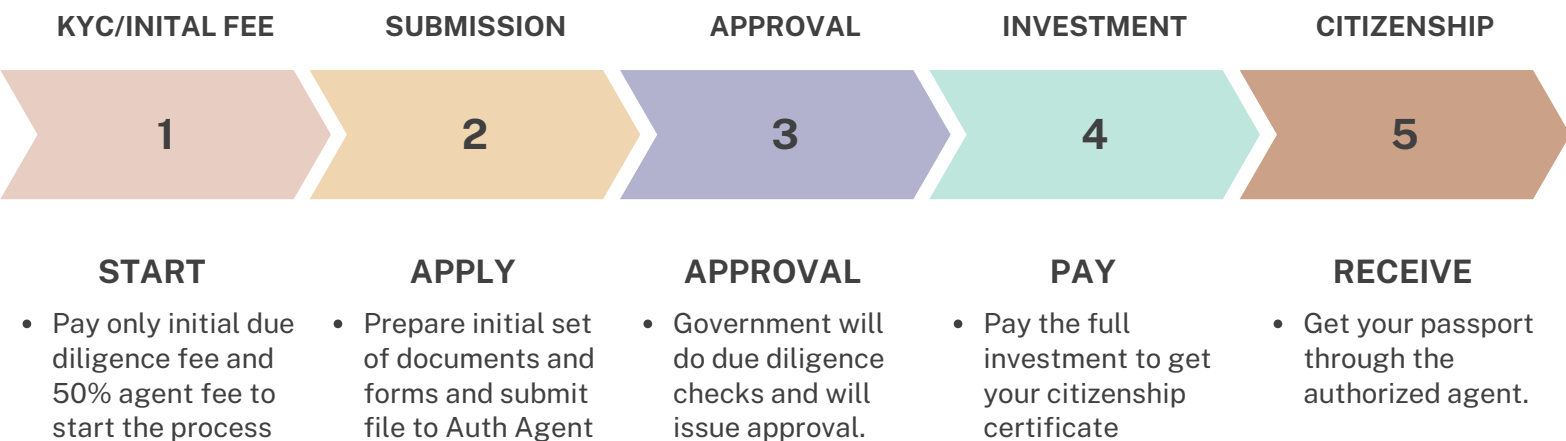 KYC/INITAL FEE
SUBMISSION
APPROVAL
INVESTMENT
CITIZENSHIP
1
2
3
4
5
START
• Pay only initial due
diligence fee and
50% agent fee to
start the process
APPLY
• Prepare initial set
of documents and
forms and submit
file to Auth Agent
APPROVAL
• Government will
do due diligence
checks and will
issue approval.
PAY
• Pay the full
investment to get
your citizenship
certificate
RECEIVE
• Get your passport
through the
authorized agent.